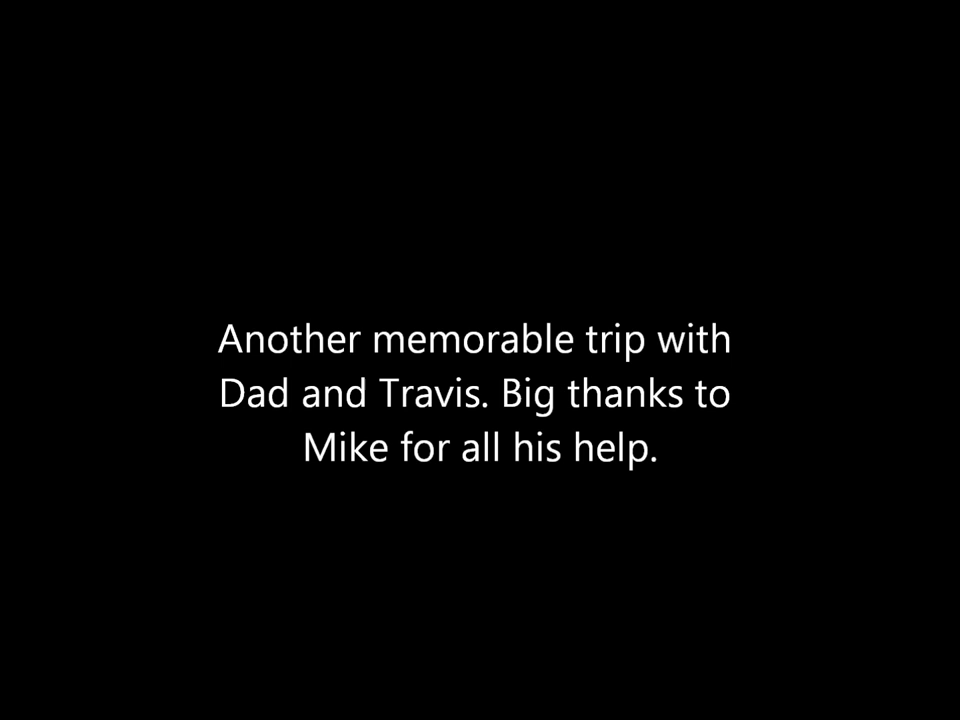 Another memorable trip with
Dad and Travis. Big thanks to
Mike for all his help.